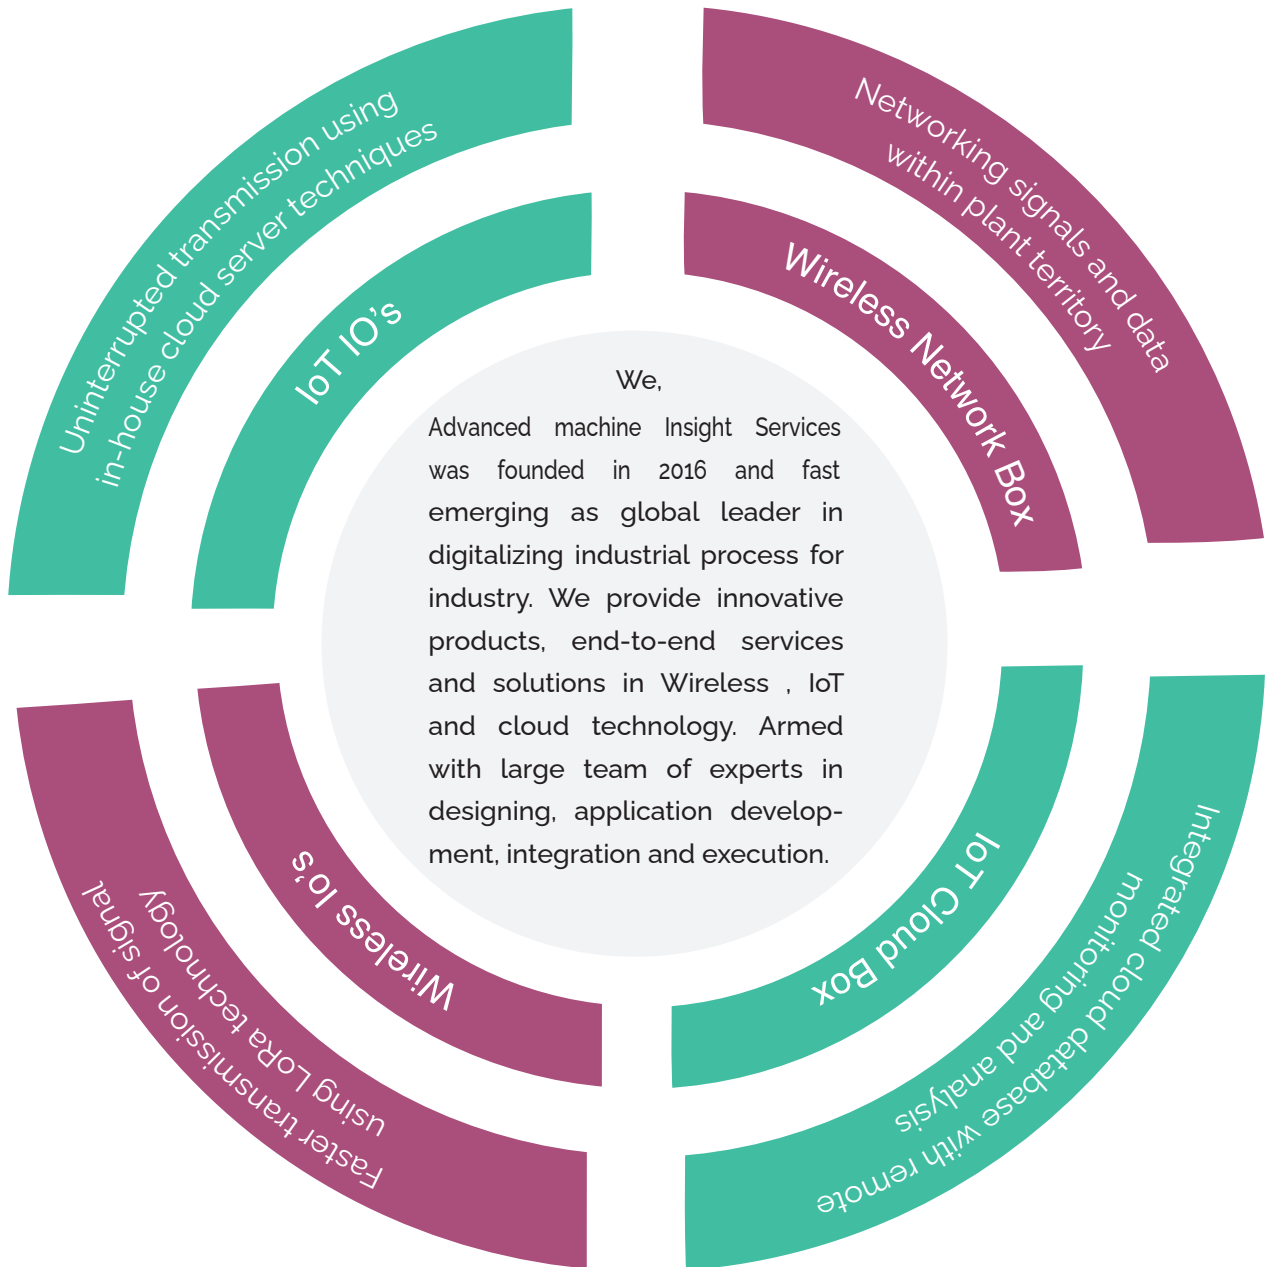 Uninterrupted transmission using
in-house cloud server techniques
IoT IO’s
Networking signals and data
within plant territory
Wireless Network Box
We,
Advanced machine Insight Services
was founded in 2016 and fast
emerging as global leader in
digitalizing industrial process for
industry. We provide innovative
products, end-to-end services
and solutions in Wireless , IoT
and cloud technology. Armed
with large team of experts in
designing, application develop-
ment, integration and execution.
Wireless Io’s
Faster transmission of signal
using LoRa technology
IoT Cloud Box
Integrated cloud database with remote
monitoring and analysis